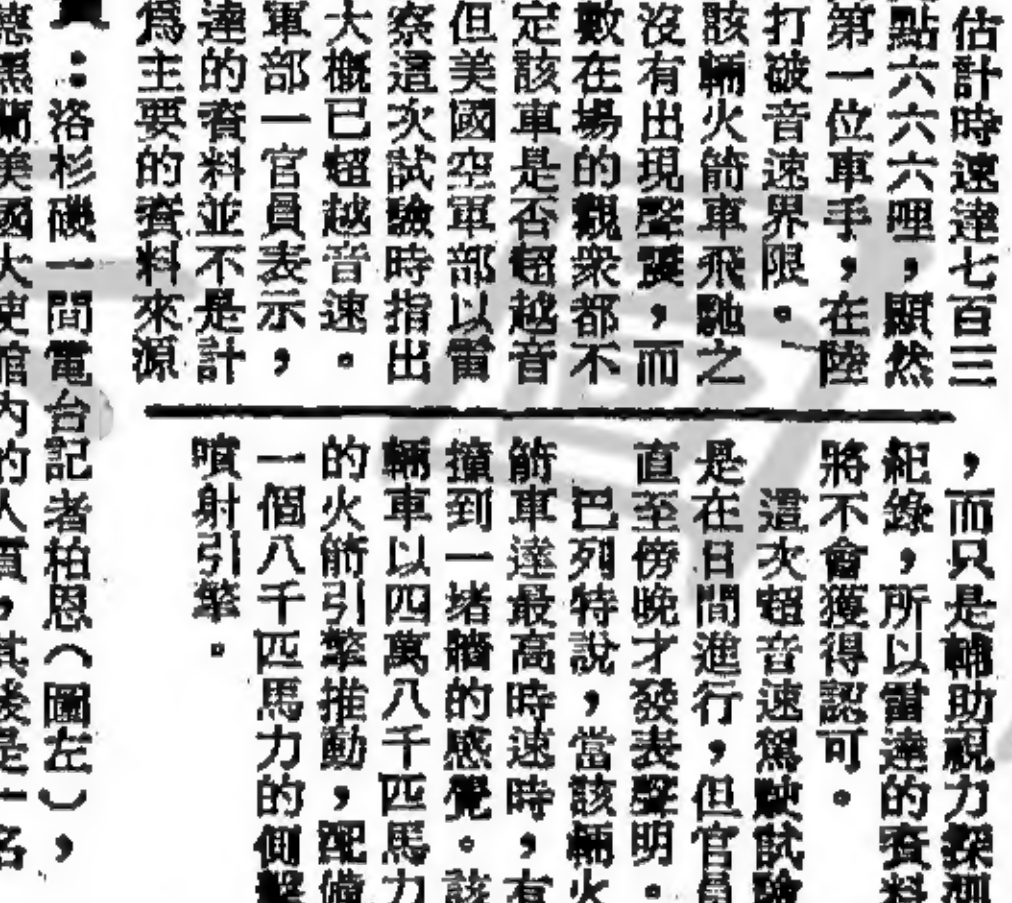 估計時速達七百三
點六六六哩，顯然
第一位車手，在陸
打破音速界限。
該輛火箭車飛馳之
沒有出現聲震，而
數在場的觀衆都不
定該車是否超越音
但美國空軍部以雷
察這次試驗時指出
大概已超越音速。
軍部一官員表示，
達的資料並不是計
爲主要的資料來源
，而只是輔助視力探測
紀錄，所以雷達的資料
將不會獲得認可。
這次超音速駕駛試驗
是在日間進行，但官員
直至傍晚才發表聲明。
巴列特說，當該輛火
箭車達最高時速時，有
撞到一堵牆的感覺。該
輛車以四萬八千匹馬力
的火箭引擎推動，配備
一個八千匹馬力的側擊
噴射引擎。
：洛杉磯一間電台記者柏恩（圖左），
美國大使館內的人質，其後是一名